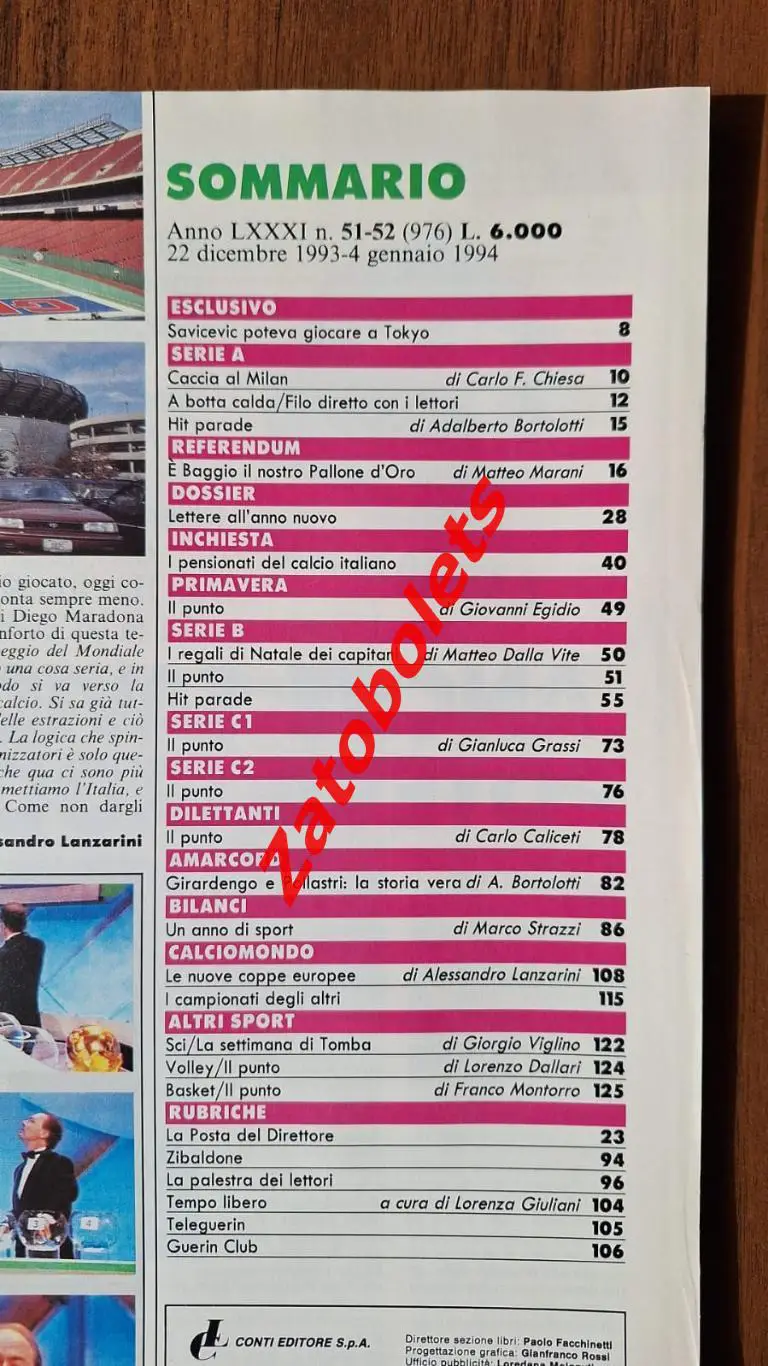 SOMMARIO
Anno LXXXI n. 51-52 (976) L. 6.000
22 dicembre 1993-4 gennaio 1994
ESCLUSIVO
Savicevic poteva giocare a Tokyo 8
SERIE A
Caccia al Milan di Carlo F. Chiesa 10
A botta calda/Filo diretto con i lettori 12
Hit parade di Adalberto Bortolotti 15
REFERENDUM
È Baggio il nostro Pallone d'Oro di Matteo Marani 16
DOSSIER
Lettere all'anno nuovo 28
INCHIESTA
I pensionati del calcio italiano 40
PRIMAVERA
Il punto di Giovanni Egidio 49
SERIE B
I regali di Natale dei capitani di Matteo Dalla Vite 50
Il punto 51
Hit parade 55
SERIE C1
Il punto di Gianluca Grassi 73
SERIE C2
Il punto 76
DILETTANTI
Il punto di Carlo Caliceti 78
AMARCORD
Girardengo e Pollastri: la storia vera di A. Bortolotti 82
BILANCI
Un anno di sport di Marco Strazzi 86
CALCIOMONDO
Le nuove coppe europee di Alessandro Lanzarini 108
I campionati degli altri 115
ALTRI SPORT
Sci/La settimana di Tomba di Giorgio Viglino 122
Volley/Il punto di Lorenzo Dallari 124
Basket/Il punto di Franco Montorro 125
RUBRICHE
La Posta del Direttore 23
Zibaldone 94
La palestra dei lettori 96
Tempo libero a cura di Lorenza Giuliani 104
Teleguerin 105
Guerin Club 106
CONTI EDITORE S.p.A.
Direttore sezione libri: Paolo Facchinetti
Progettazione grafica: Gianfranco Rossi
Ufficio pubblicità: Loredana
io giocato, oggi co-
onta sempre meno.
i Diego Maradona
nforto di questa te-
eggio del Mondiale
una cosa seria, e in
odo si va verso la
calcio. Si sa già tut-
elle estrazioni e ciò
. La logica che spin-
nizzatori è solo que-
che qua ci sono più
mettiamo l'Italia, e
Come non dargli
sandro Lanzarini
3 4
Zatobolets